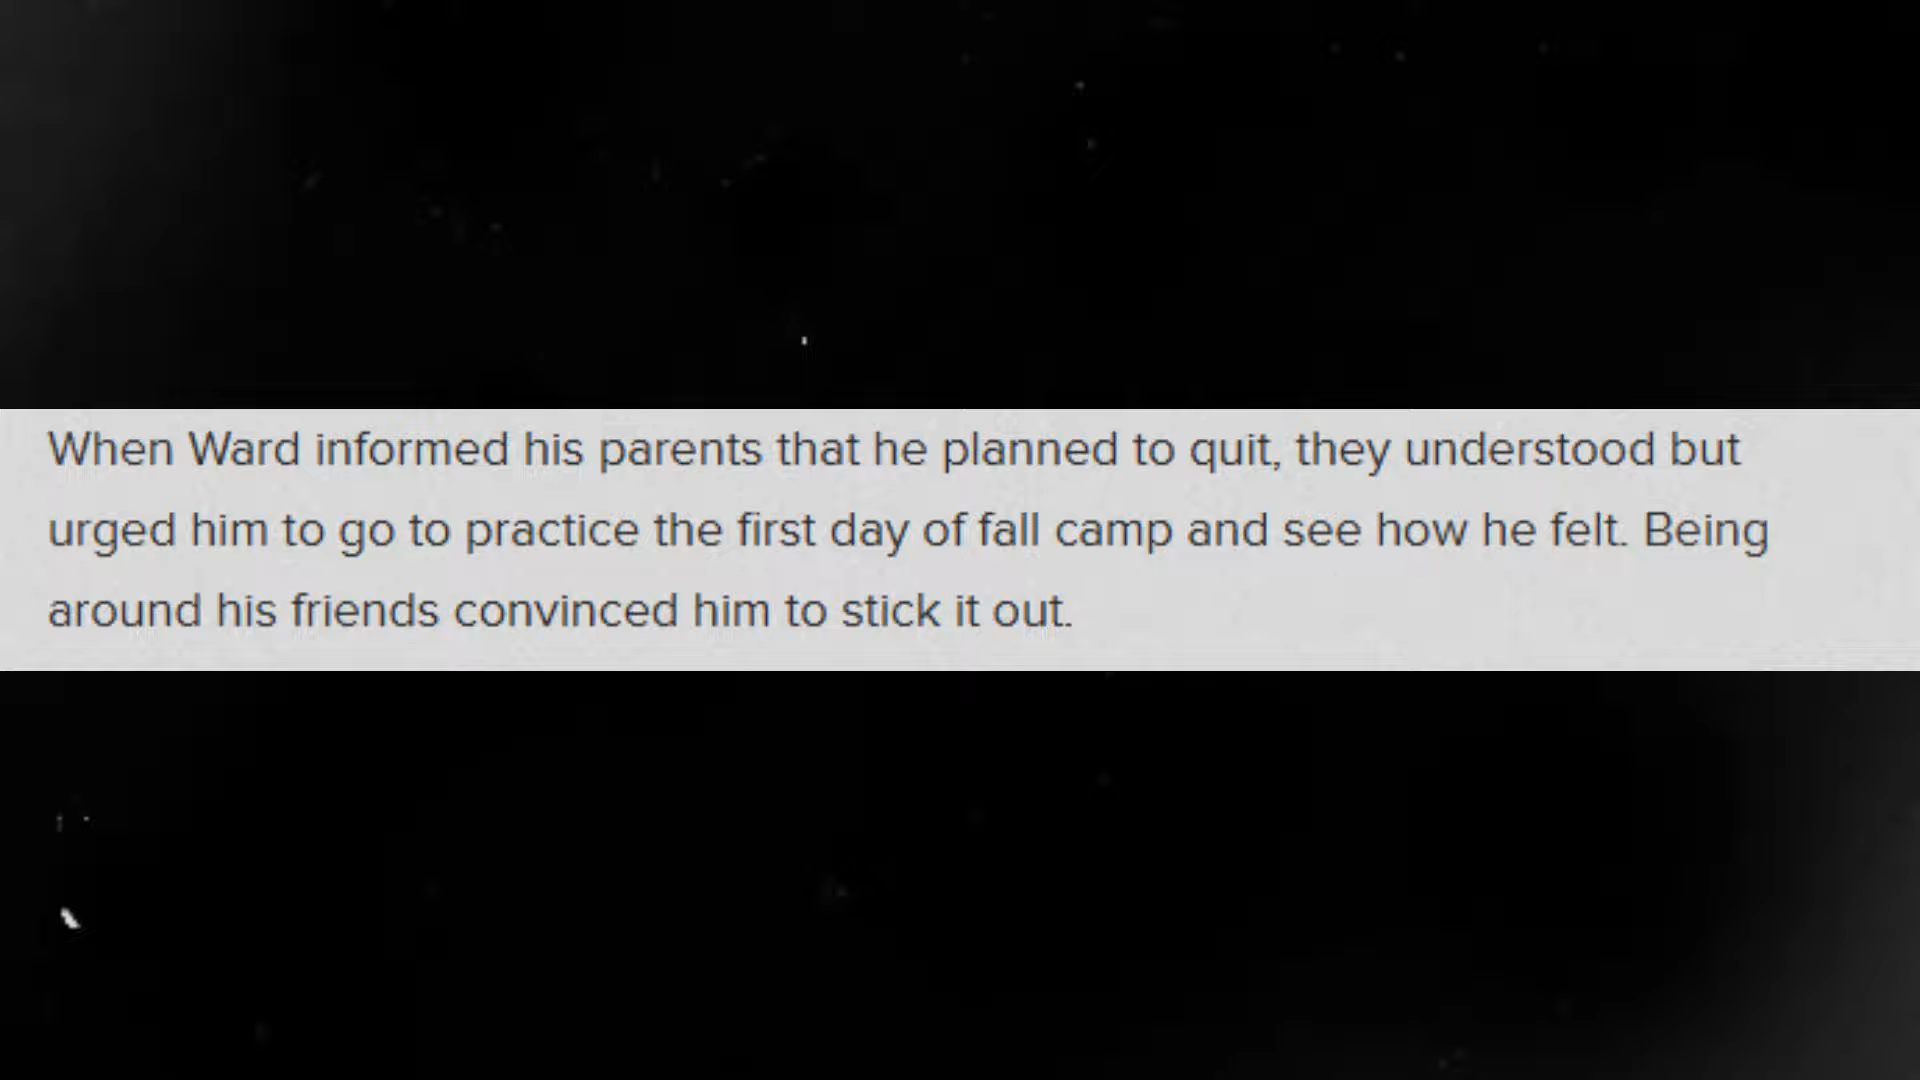 When Ward informed his parents that he planned to quit, they understood but
urged him to go to practice the first day of fall camp and see how he felt. Being
around his friends convinced him to stick it out.